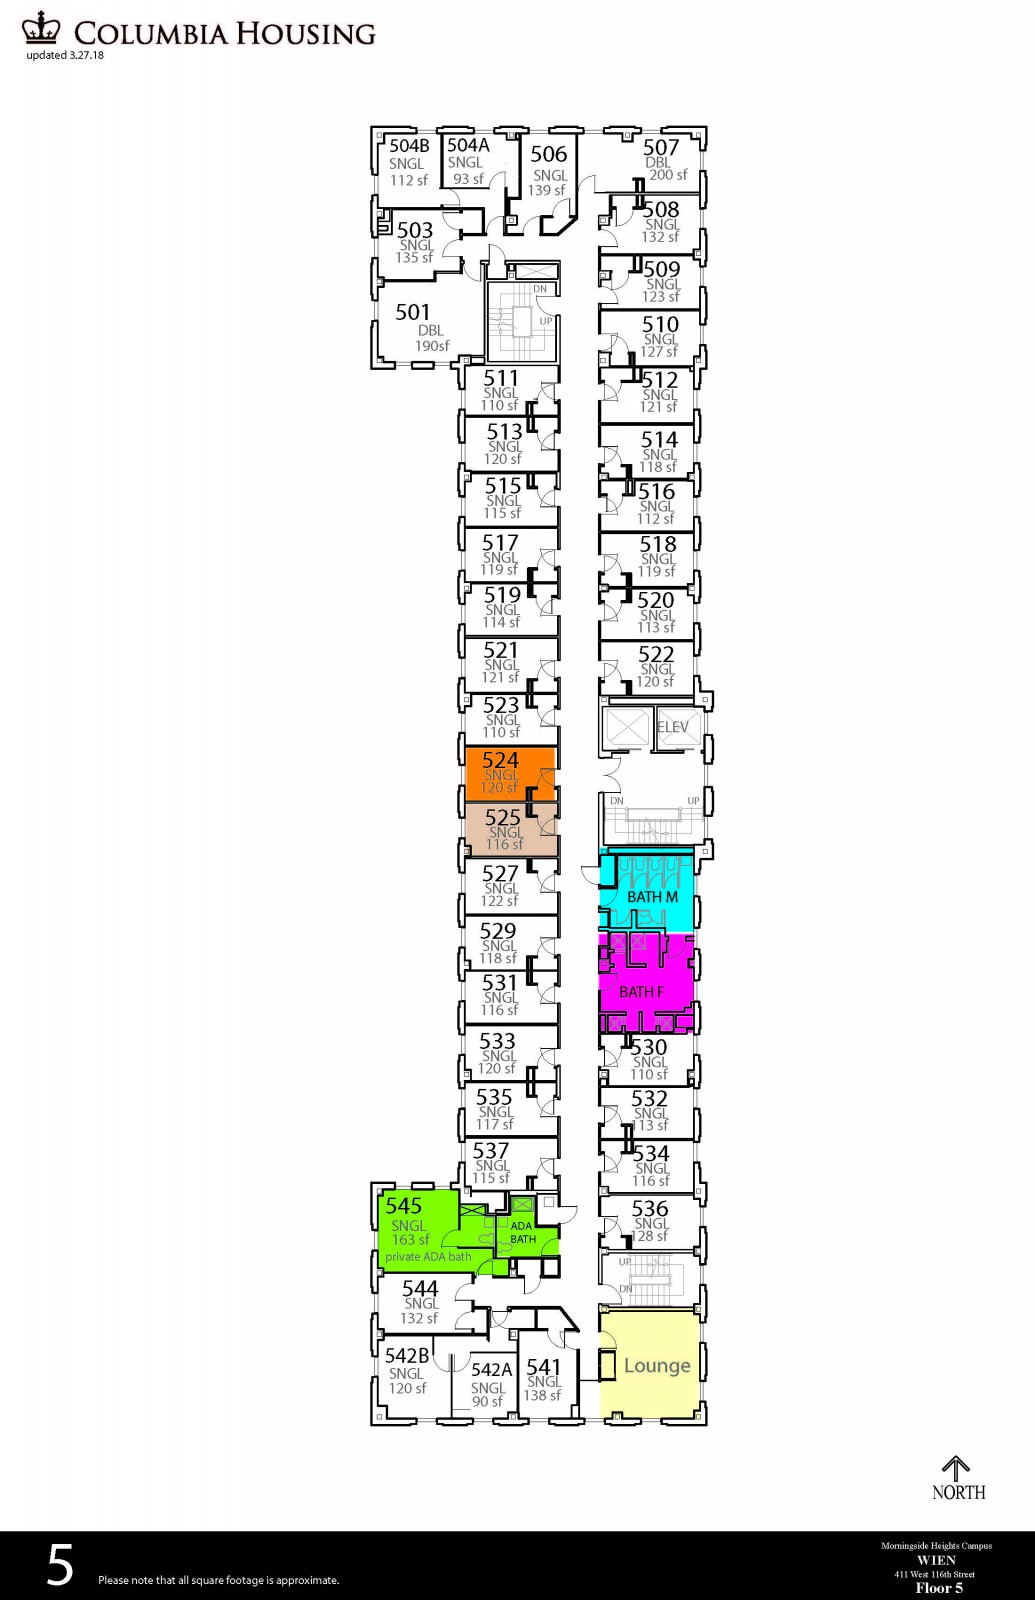 COLUMBIA HOUSING
updated 3.27.18
504B
SNGL
112 sf
504A
SNGL
93 sf
506
SNGL
139 sf
507
DBL
200 sf
508
SNGL
132 sf
503
SNGL
135 sf
509
SNGL
123 sf
501
DBL
190sf
DN
UP
510
SNGL
127 sf
511
SNGL
110 sf
512
SNGL
121 sf
513
SNGL
120 sf
514
SNGL
118 sf
515
SNGL
115 sf
516
SNGL
112 sf
517
SNGL
119 sf
518
SNGL
119 sf
519
SNGL
114 sf
520
SNGL
113 sf
521
SNGL
121 sf
522
SNGL
120 sf
523
SNGL
110 sf
ELEV
524
SNGL
120 sf
DN
UP
525
SNGL
116 sf
527
SNGL
122 sf
BATH M
529
SNGL
118 sf
531
SNGL
116 sf
BATH F
533
SNGL
120 sf
530
SNGL
110 sf
535
SNGL
117 sf
532
SNGL
113 sf
537
SNGL
115 sf
534
SNGL
116 sf
545
SNGL
163 sf
private ADA bath
ADA
BATH
536
SNGL
128 sf
UP
DN
544
SNGL
132 sf
542B
SNGL
120 sf
542A
SNGL
90 sf
541
SNGL
138 sf
Lounge
NORTH
5
Please note that all square footage is approximate.
Morningside Heights Campus
WIEN
411 West 116th Street
Floor 5